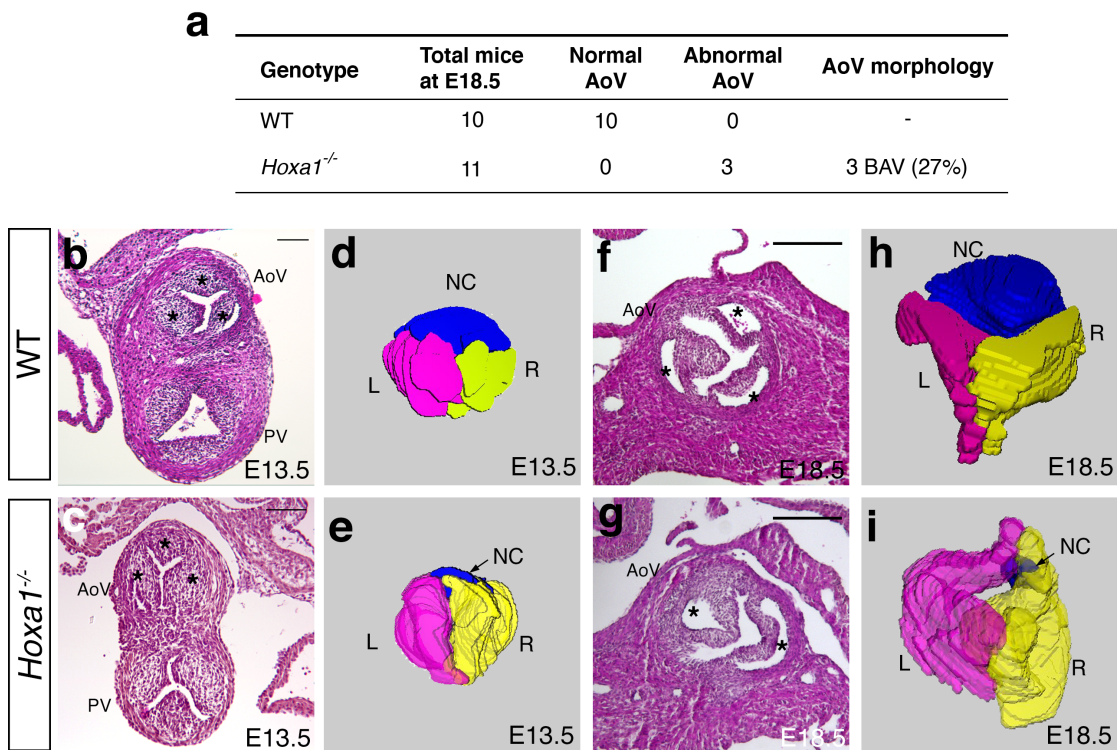 a
Genotype Total mice at E18.5 Normal AoV Abnormal AoV AoV morphology
WT 10 10 0 -
Hoxa1-/- 11 0 3 3 BAV (27%)
WT
b
*
*
*
AoV
PV
E13.5
d
NC
L
R
E13.5
f
AoV
*
*
*
E18.5
h
NC
L
R
E18.5
Hoxa1-/-
c
*
*
*
AoV
PV
E13.5
e
NC
L
R
E13.5
g
AoV
*
*
E18.5
i
NC
L
R
E18.5